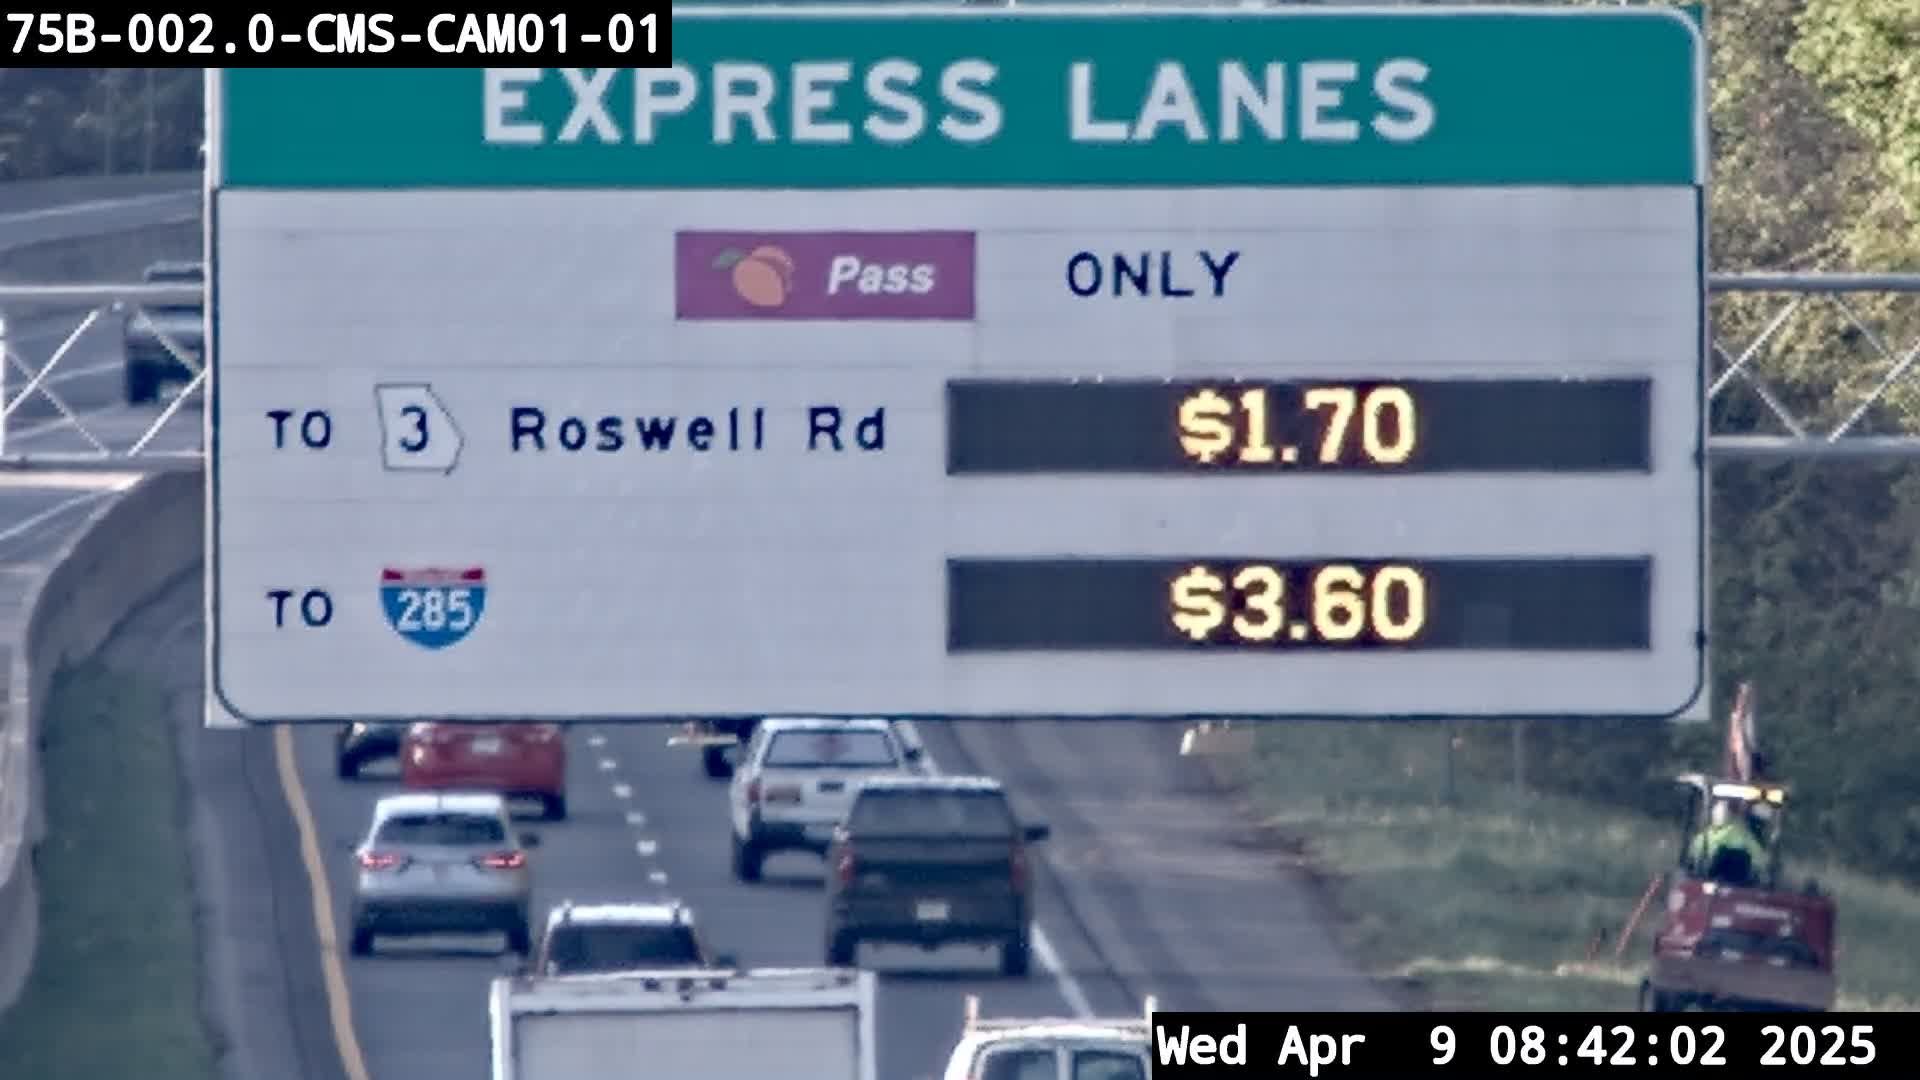 75B-002.0-CMS-CAM01-01
EXPRESS LANES
Pass ONLY
TO 3 Roswell Rd $1.70
TO 285 $3.60
Wed Apr 9 08:42:02 2025